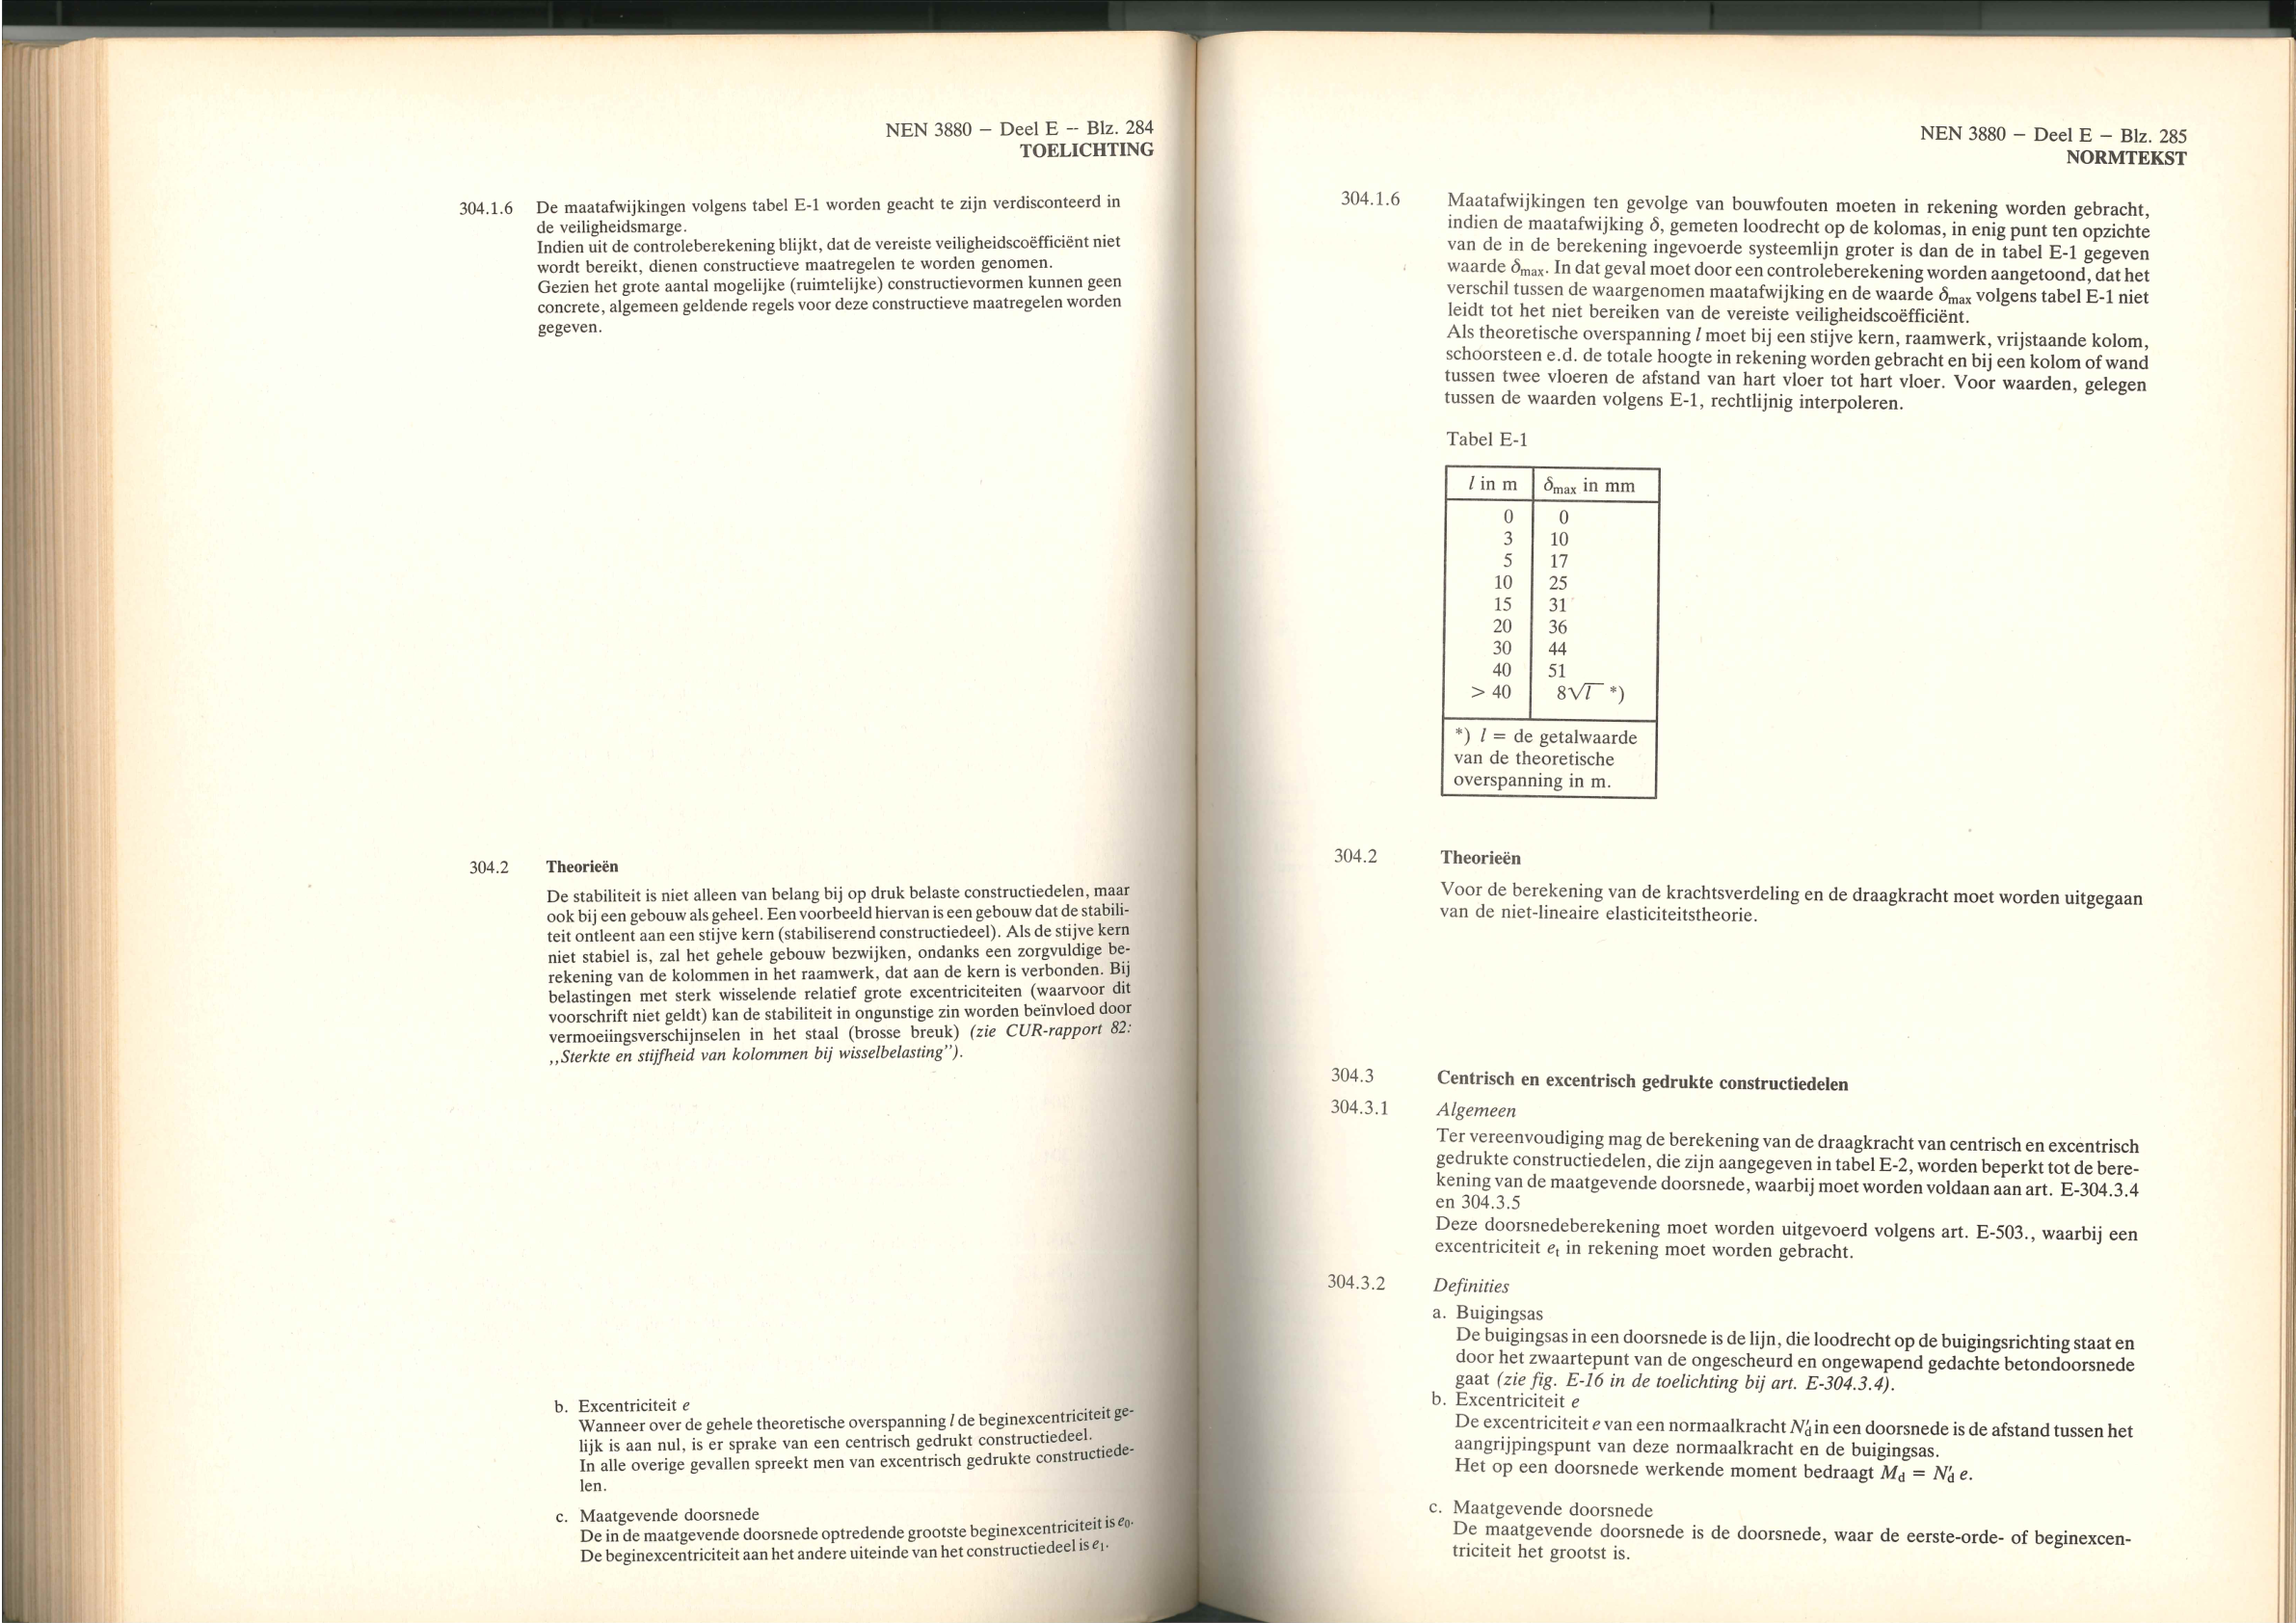 NEN 3880 – Deel E -- Blz. 284
TOELICHTING
304.1.6 De maatafwijkingen volgens tabel E-1 worden geacht te zijn verdisconteerd in
de veiligheidsmarge.
Indien uit de controleberekening blijkt, dat de vereiste veiligheidscoëfficiënt niet
wordt bereikt, dienen constructieve maatregelen te worden genomen.
Gezien het grote aantal mogelijke (ruimtelijke) constructievormen kunnen geen
concrete, algemeen geldende regels voor deze constructieve maatregelen worden
gegeven.
304.2 Theorieën
De stabiliteit is niet alleen van belang bij op druk belaste constructiedelen, maar
ook bij een gebouw als geheel. Een voorbeeld hiervan is een gebouw dat de stabili-
teit ontleent aan een stijve kern (stabiliserend constructiedeel). Als de stijve kern
niet stabiel is, zal het gehele gebouw bezwijken, ondanks een zorgvuldige be-
rekening van de kolommen in het raamwerk, dat aan de kern is verbonden. Bij
belastingen met sterk wisselende relatief grote excentriciteiten (waarvoor dit
voorschrift niet geldt) kan de stabiliteit in ongunstige zin worden beïnvloed door
vermoeiingsverschijnselen in het staal (brosse breuk) (zie CUR-rapport 82:
,,Sterkte en stijfheid van kolommen bij wisselbelasting").
b. Excentriciteit e
Wanneer over de gehele theoretische overspanning l de beginexcentriciteit ge-
lijk is aan nul, is er sprake van een centrisch gedrukt constructiedeel.
In alle overige gevallen spreekt men van excentrisch gedrukte constructiede-
len.
c. Maatgevende doorsnede
De in de maatgevende doorsnede optredende grootste beginexcentriciteit is e₀.
De beginexcentriciteit aan het andere uiteinde van het constructiedeel is e₁.
NEN 3880 – Deel E – Blz. 285
NORMTEKST
304.1.6 Maatafwijkingen ten gevolge van bouwfouten moeten in rekening worden gebracht,
indien de maatafwijking δ, gemeten loodrecht op de kolomas, in enig punt ten opzichte
van de in de berekening ingevoerde systeemlijn groter is dan de in tabel E-1 gegeven
waarde δmax. In dat geval moet door een controleberekening worden aangetoond, dat het
verschil tussen de waargenomen maatafwijking en de waarde δmax volgens tabel E-1 niet
leidt tot het niet bereiken van de vereiste veiligheidscoëfficiënt.
Als theoretische overspanning l moet bij een stijve kern, raamwerk, vrijstaande kolom,
schoorsteen e.d. de totale hoogte in rekening worden gebracht en bij een kolom of wand
tussen twee vloeren de afstand van hart vloer tot hart vloer. Voor waarden, gelegen
tussen de waarden volgens E-1, rechtlijnig interpoleren.
Tabel E-1
l in m δmax in mm
0 0
3 10
5 17
10 25
15 31
20 36
30 44
40 51
> 40 8√l *)
*) l = de getalwaarde
van de theoretische
overspanning in m.
304.2 Theorieën
Voor de berekening van de krachtsverdeling en de draagkracht moet worden uitgegaan
van de niet-lineaire elasticiteitstheorie.
304.3 Centrisch en excentrisch gedrukte constructiedelen
304.3.1 Algemeen
Ter vereenvoudiging mag de berekening van de draagkracht van centrisch en excentrisch
gedrukte constructiedelen, die zijn aangegeven in tabel E-2, worden beperkt tot de bere-
kening van de maatgevende doorsnede, waarbij moet worden voldaan aan art. E-304.3.4
en 304.3.5
Deze doorsnedeberekening moet worden uitgevoerd volgens art. E-503., waarbij een
excentriciteit eₜ in rekening moet worden gebracht.
304.3.2 Definities
a. Buigingsas
De buigingsas in een doorsnede is de lijn, die loodrecht op de buigingsrichting staat en
door het zwaartepunt van de ongescheurd en ongewapend gedachte betondoorsnede
gaat (zie fig. E-16 in de toelichting bij art. E-304.3.4).
b. Excentriciteit e
De excentriciteit e van een normaalkracht N′d in een doorsnede is de afstand tussen het
aangrijpingspunt van deze normaalkracht en de buigingsas.
Het op een doorsnede werkende moment bedraagt Md = N′d e.
c. Maatgevende doorsnede
De maatgevende doorsnede is de doorsnede, waar de eerste-orde- of beginexcen-
triciteit het grootst is.